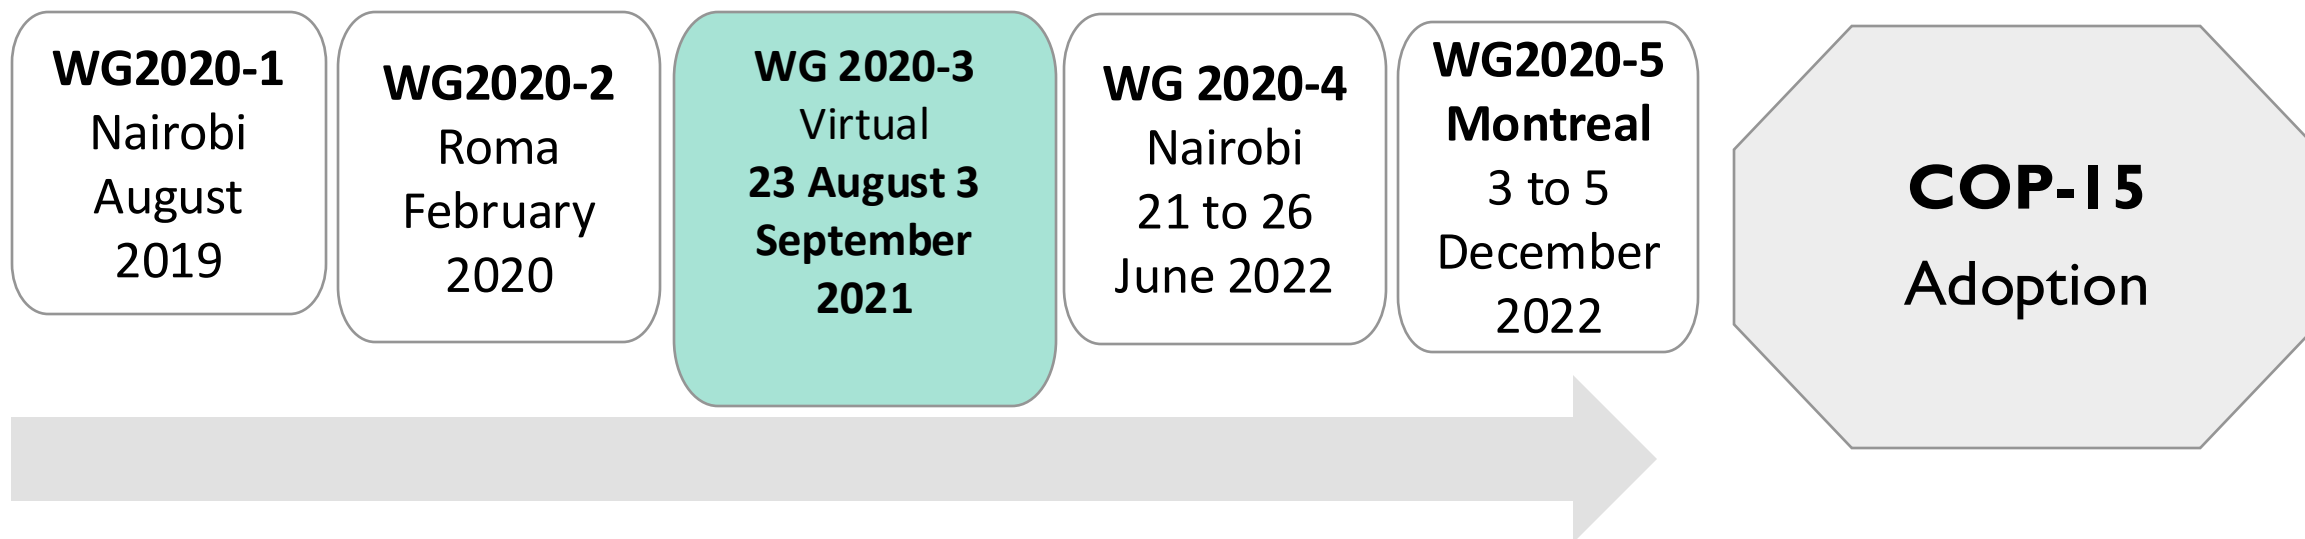 WG2020-1
Nairobi
August
2019
WG2020-2
Roma
February
2020
WG 2020-3
Virtual
23 August 3
September
2021
WG 2020-4
Nairobi
21 to 26
June 2022
WG2020-5
Montreal
3 to 5
December
2022
COP-15
Adoption